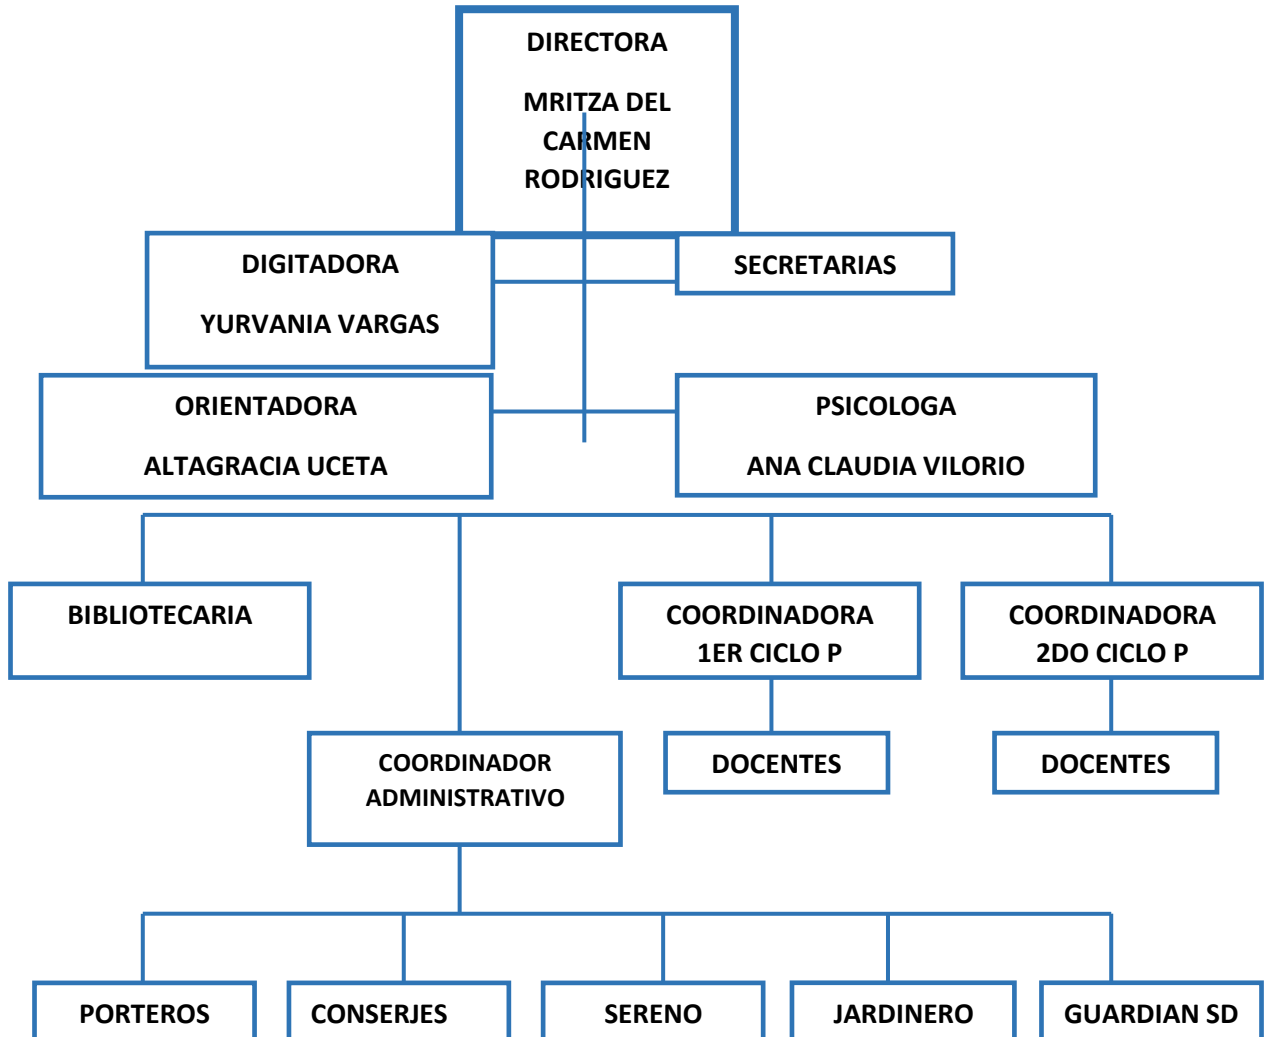 DIRECTORA
MRITZA DEL
CARMEN
RODRIGUEZ
DIGITADORA
YURVANIA VARGAS
SECRETARIAS
ORIENTADORA
ALTAGRACIA UCETA
PSICOLOGA
ANA CLAUDIA VILORIO
BIBLIOTECARIA
COORDINADORA
1ER CICLO P
COORDINADORA
2DO CICLO P
COORDINADOR
ADMINISTRATIVO
DOCENTES
DOCENTES
PORTEROS
CONSERJES
SERENO
JARDINERO
GUARDIAN SD